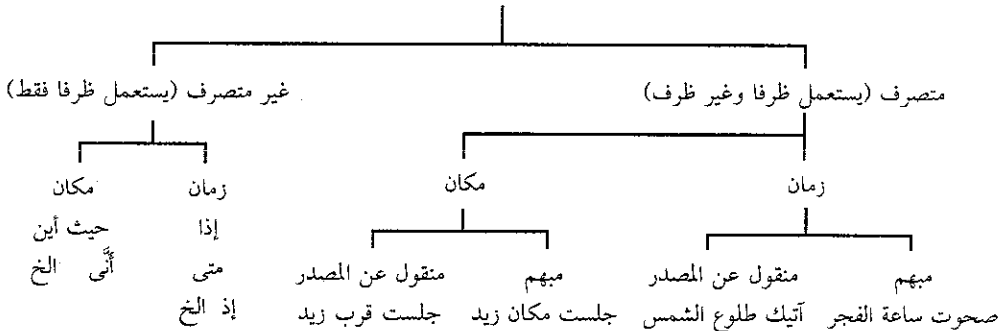 متصرف (يستعمل ظرفا وغير ظرف)
غير متصرف (يستعمل ظرفا فقط)
زمان
مكان
زمان
مكان
إذا
حيث أين
مبهم
منقول عن المصدر
مبهم
منقول عن المصدر
متى
أنَّى الخ
صحوت ساعة الفجر
آتيك طلوع الشمس
جلست مكان زيد
جلست قرب زيد
إذ الخ